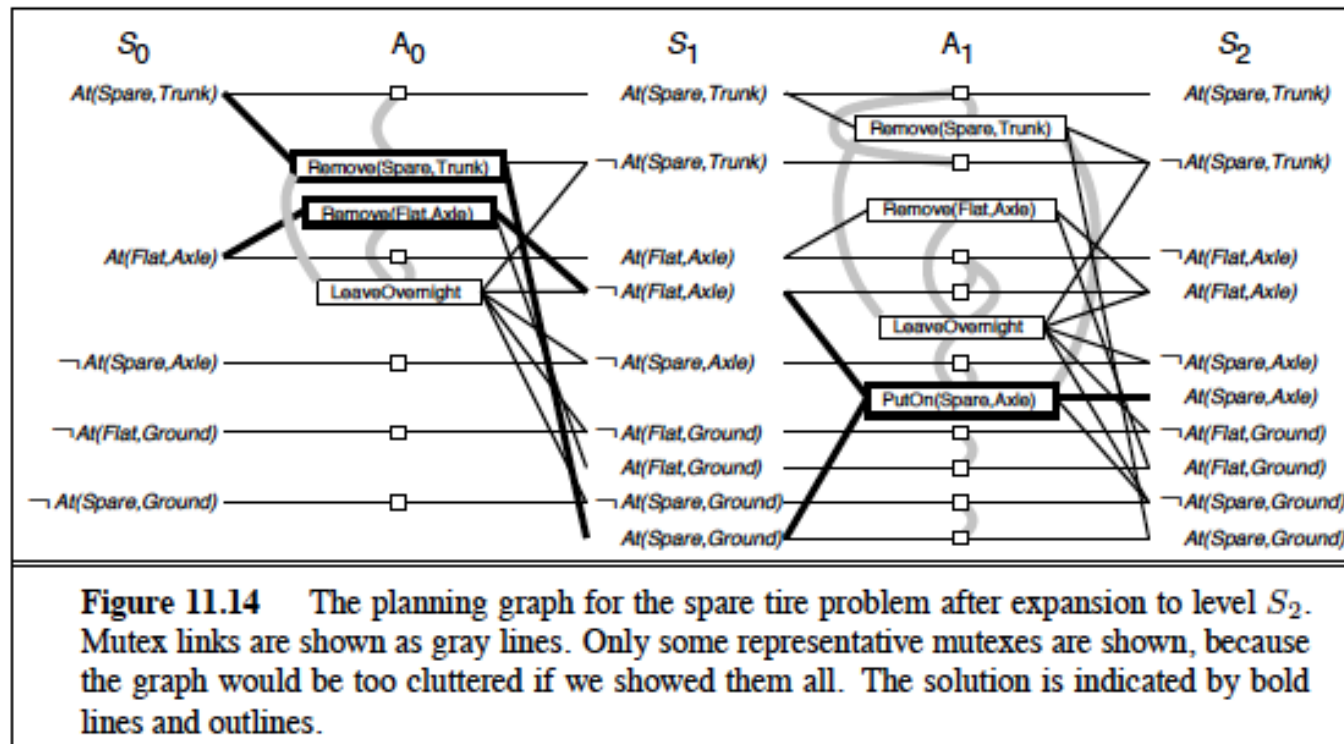 S0 A0 S1 A1 S2
At(Spare,Trunk) At(Spare,Trunk) At(Spare,Trunk)
Remove(Spare,Trunk)
Remove(Spare,Trunk) ¬ At(Spare,Trunk) ¬ At(Spare,Trunk)
Remove(Flat,Axle) Remove(Flat,Axle)
At(Flat,Axle) At(Flat,Axle) ¬ At(Flat,Axle)
LeaveOvernight ¬ At(Flat,Axle) At(Flat,Axle)
LeaveOvernight
¬ At(Spare,Axle) ¬ At(Spare,Axle) ¬ At(Spare,Axle)
PutOn(Spare,Axle) At(Spare,Axle)
¬ At(Flat,Ground) ¬ At(Flat,Ground) ¬ At(Flat,Ground)
At(Flat,Ground) At(Flat,Ground)
¬ At(Spare,Ground) ¬ At(Spare,Ground) ¬ At(Spare,Ground)
At(Spare,Ground) At(Spare,Ground)
Figure 11.14 The planning graph for the spare tire problem after expansion to level S2.
Mutex links are shown as gray lines. Only some representative mutexes are shown, because
the graph would be too cluttered if we showed them all. The solution is indicated by bold
lines and outlines.